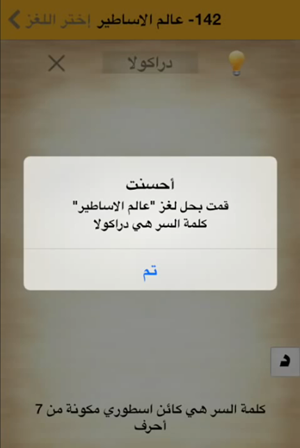 142- عالم الاساطير إختر اللغز
دراكولا
أحسنت
قمت بحل لغز "عالم الاساطير"
كلمة السر هي دراكولا
تم
د
كلمة السر هي كائن اسطوري مكونة من 7
أحرف